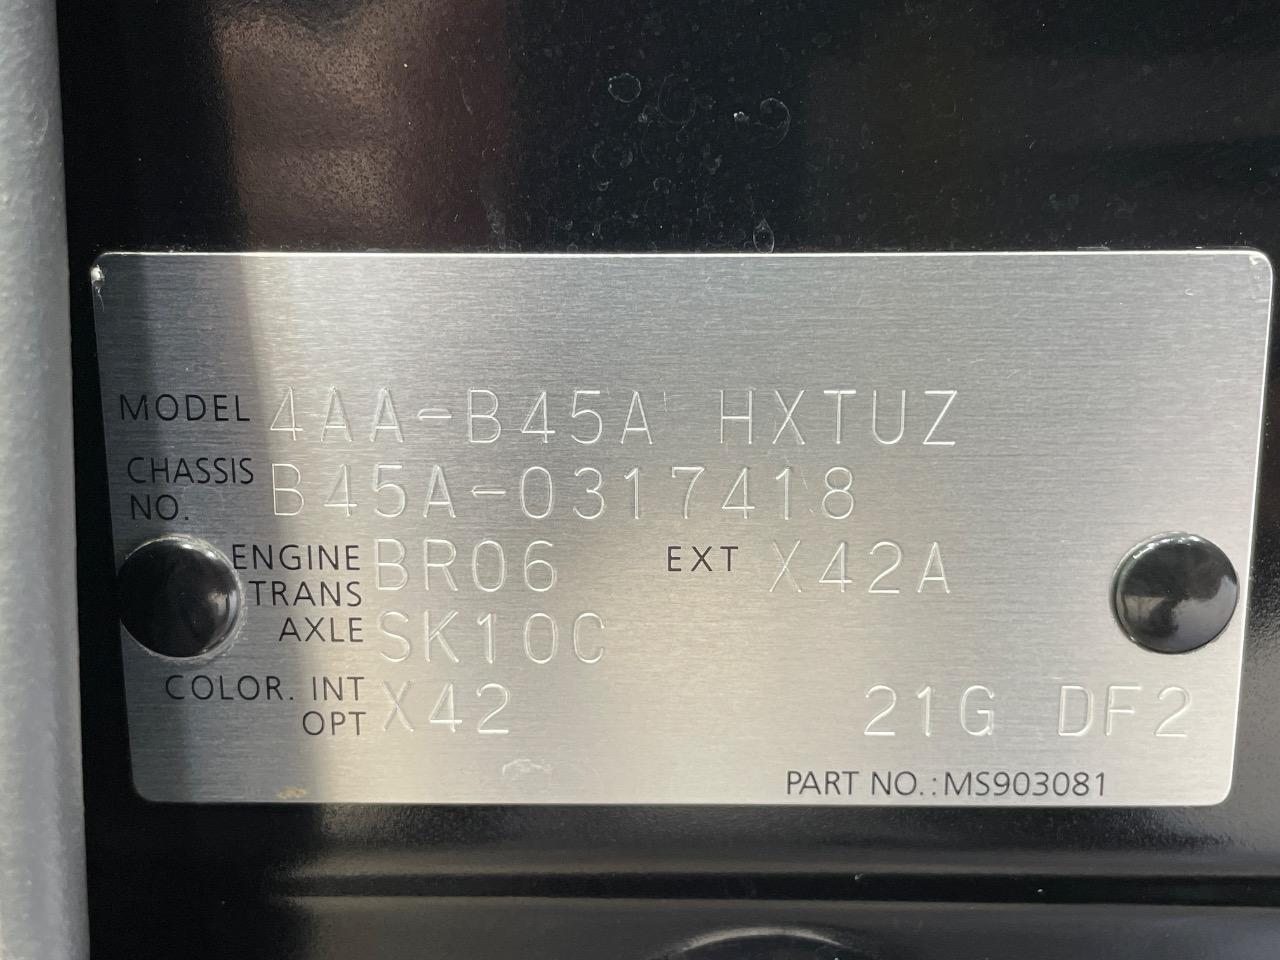 MODEL 4AA-B45A HXTUZ
CHASSIS NO. B45A-0317418
ENGINE BR06 EXT X42A
TRANS AXLE SK10C
COLOR. INT X42
OPT 21G DF2
PART NO.:MS903081